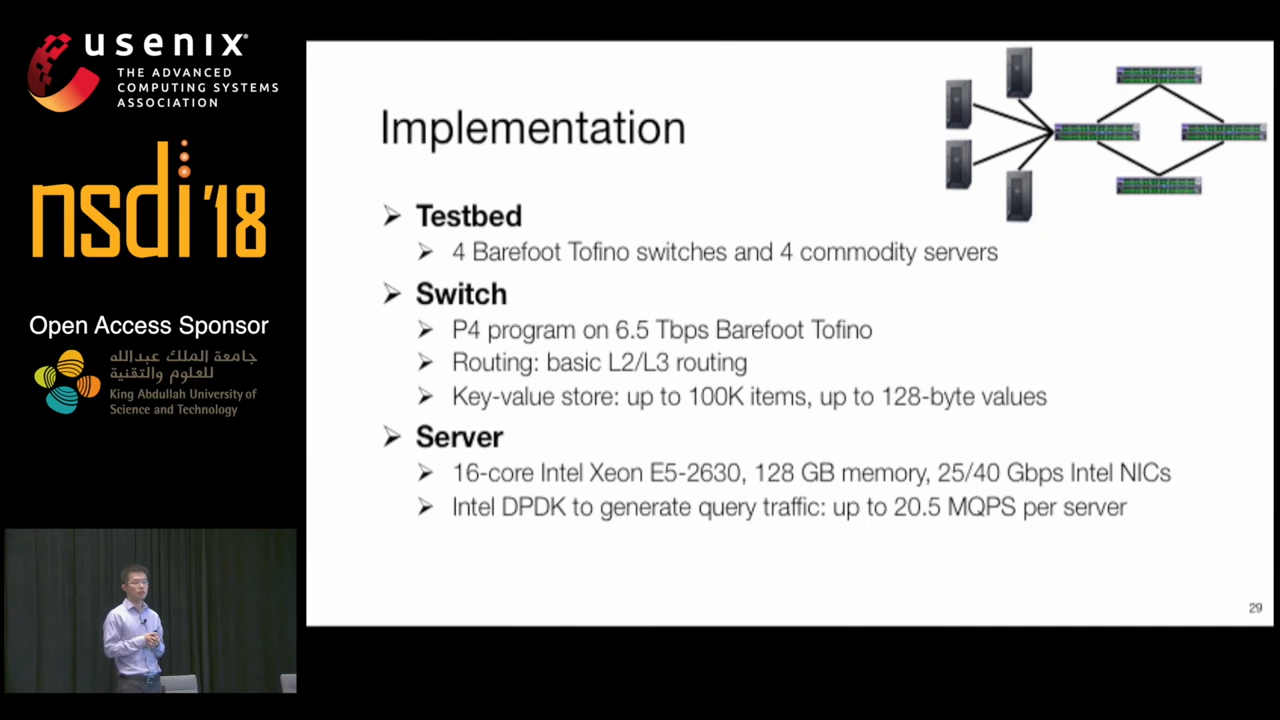 usenix
THE ADVANCED
COMPUTING SYSTEMS
ASSOCIATION
nsdi '18
Open Access Sponsor
جامعة الملك عبدالله
للعلوم والتقنية
King Abdullah University of
Science and Technology
Implementation
Testbed
4 Barefoot Tofino switches and 4 commodity servers
Switch
P4 program on 6.5 Tbps Barefoot Tofino
Routing: basic L2/L3 routing
Key-value store: up to 100K items, up to 128-byte values
Server
16-core Intel Xeon E5-2630, 128 GB memory, 25/40 Gbps Intel NICs
Intel DPDK to generate query traffic: up to 20.5 MQPS per server
29